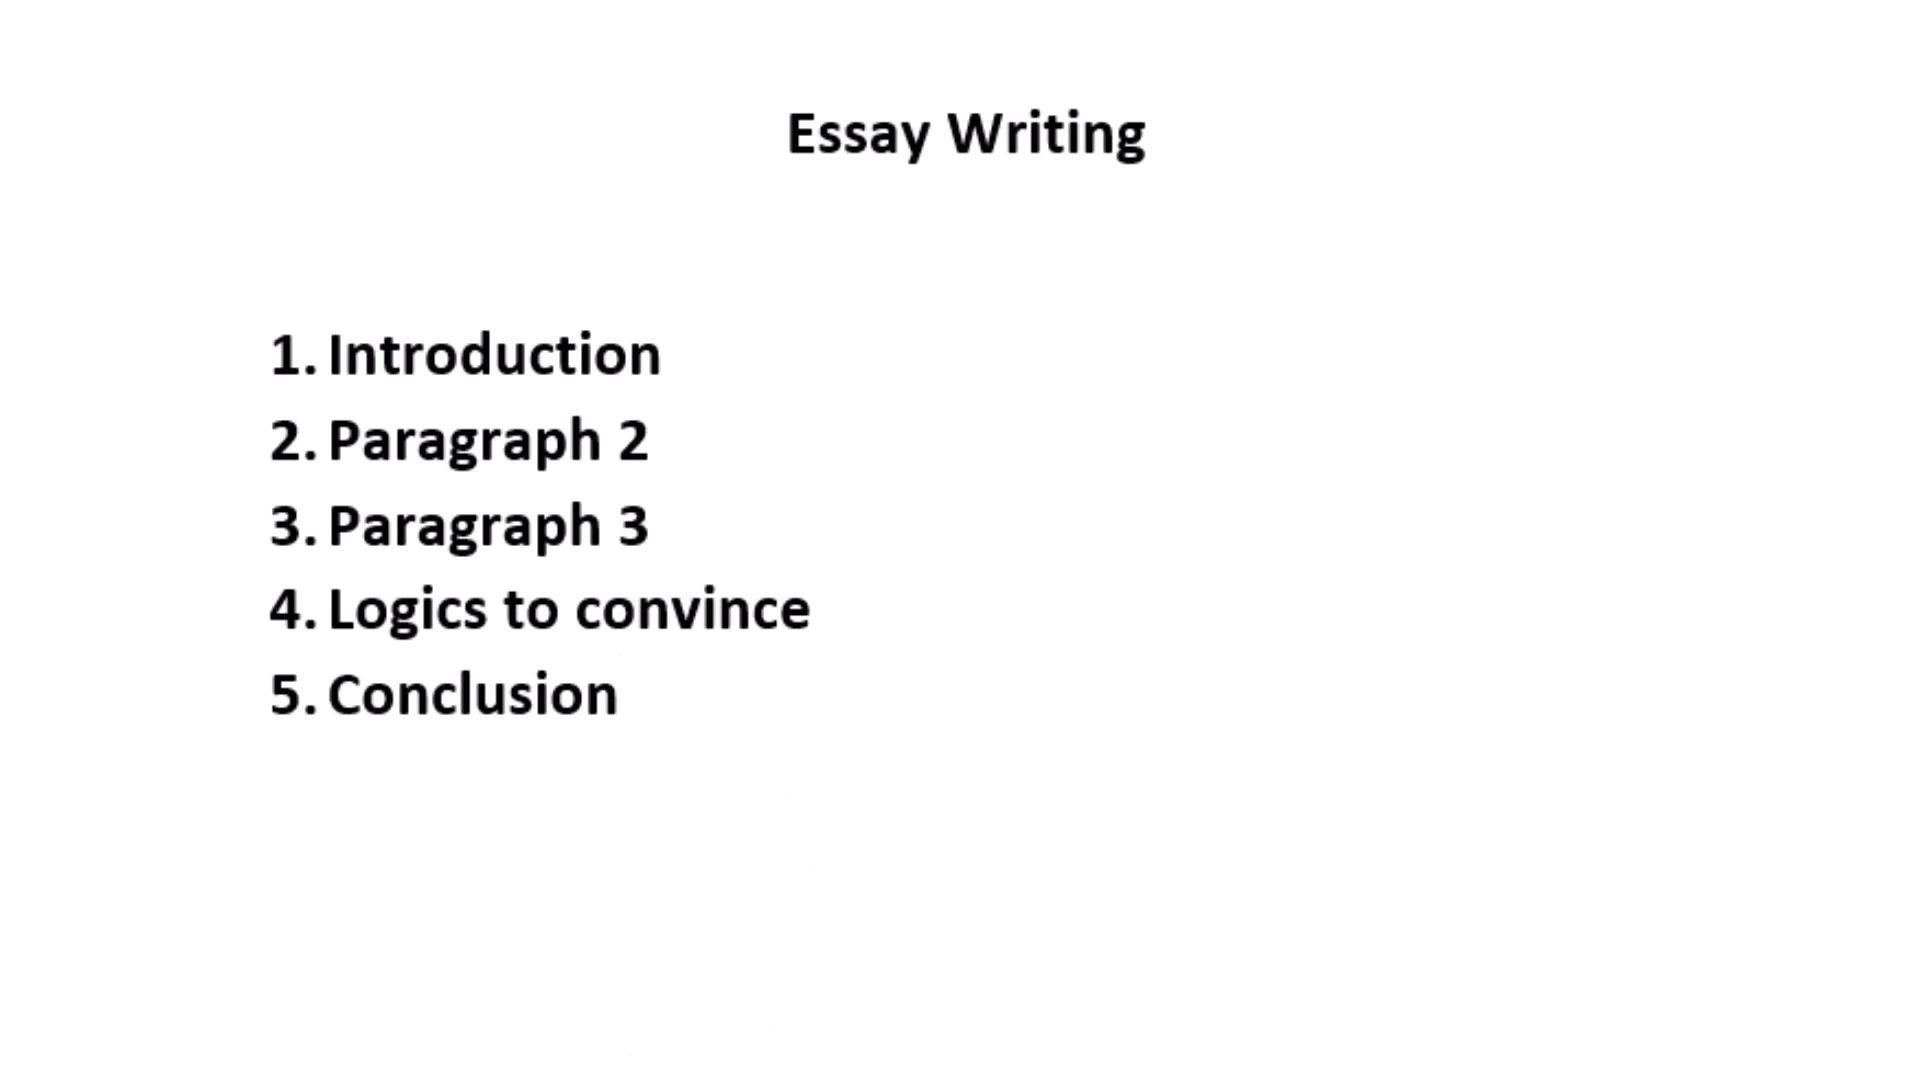 Essay Writing
1. Introduction
2. Paragraph 2
3. Paragraph 3
4. Logics to convince
5. Conclusion